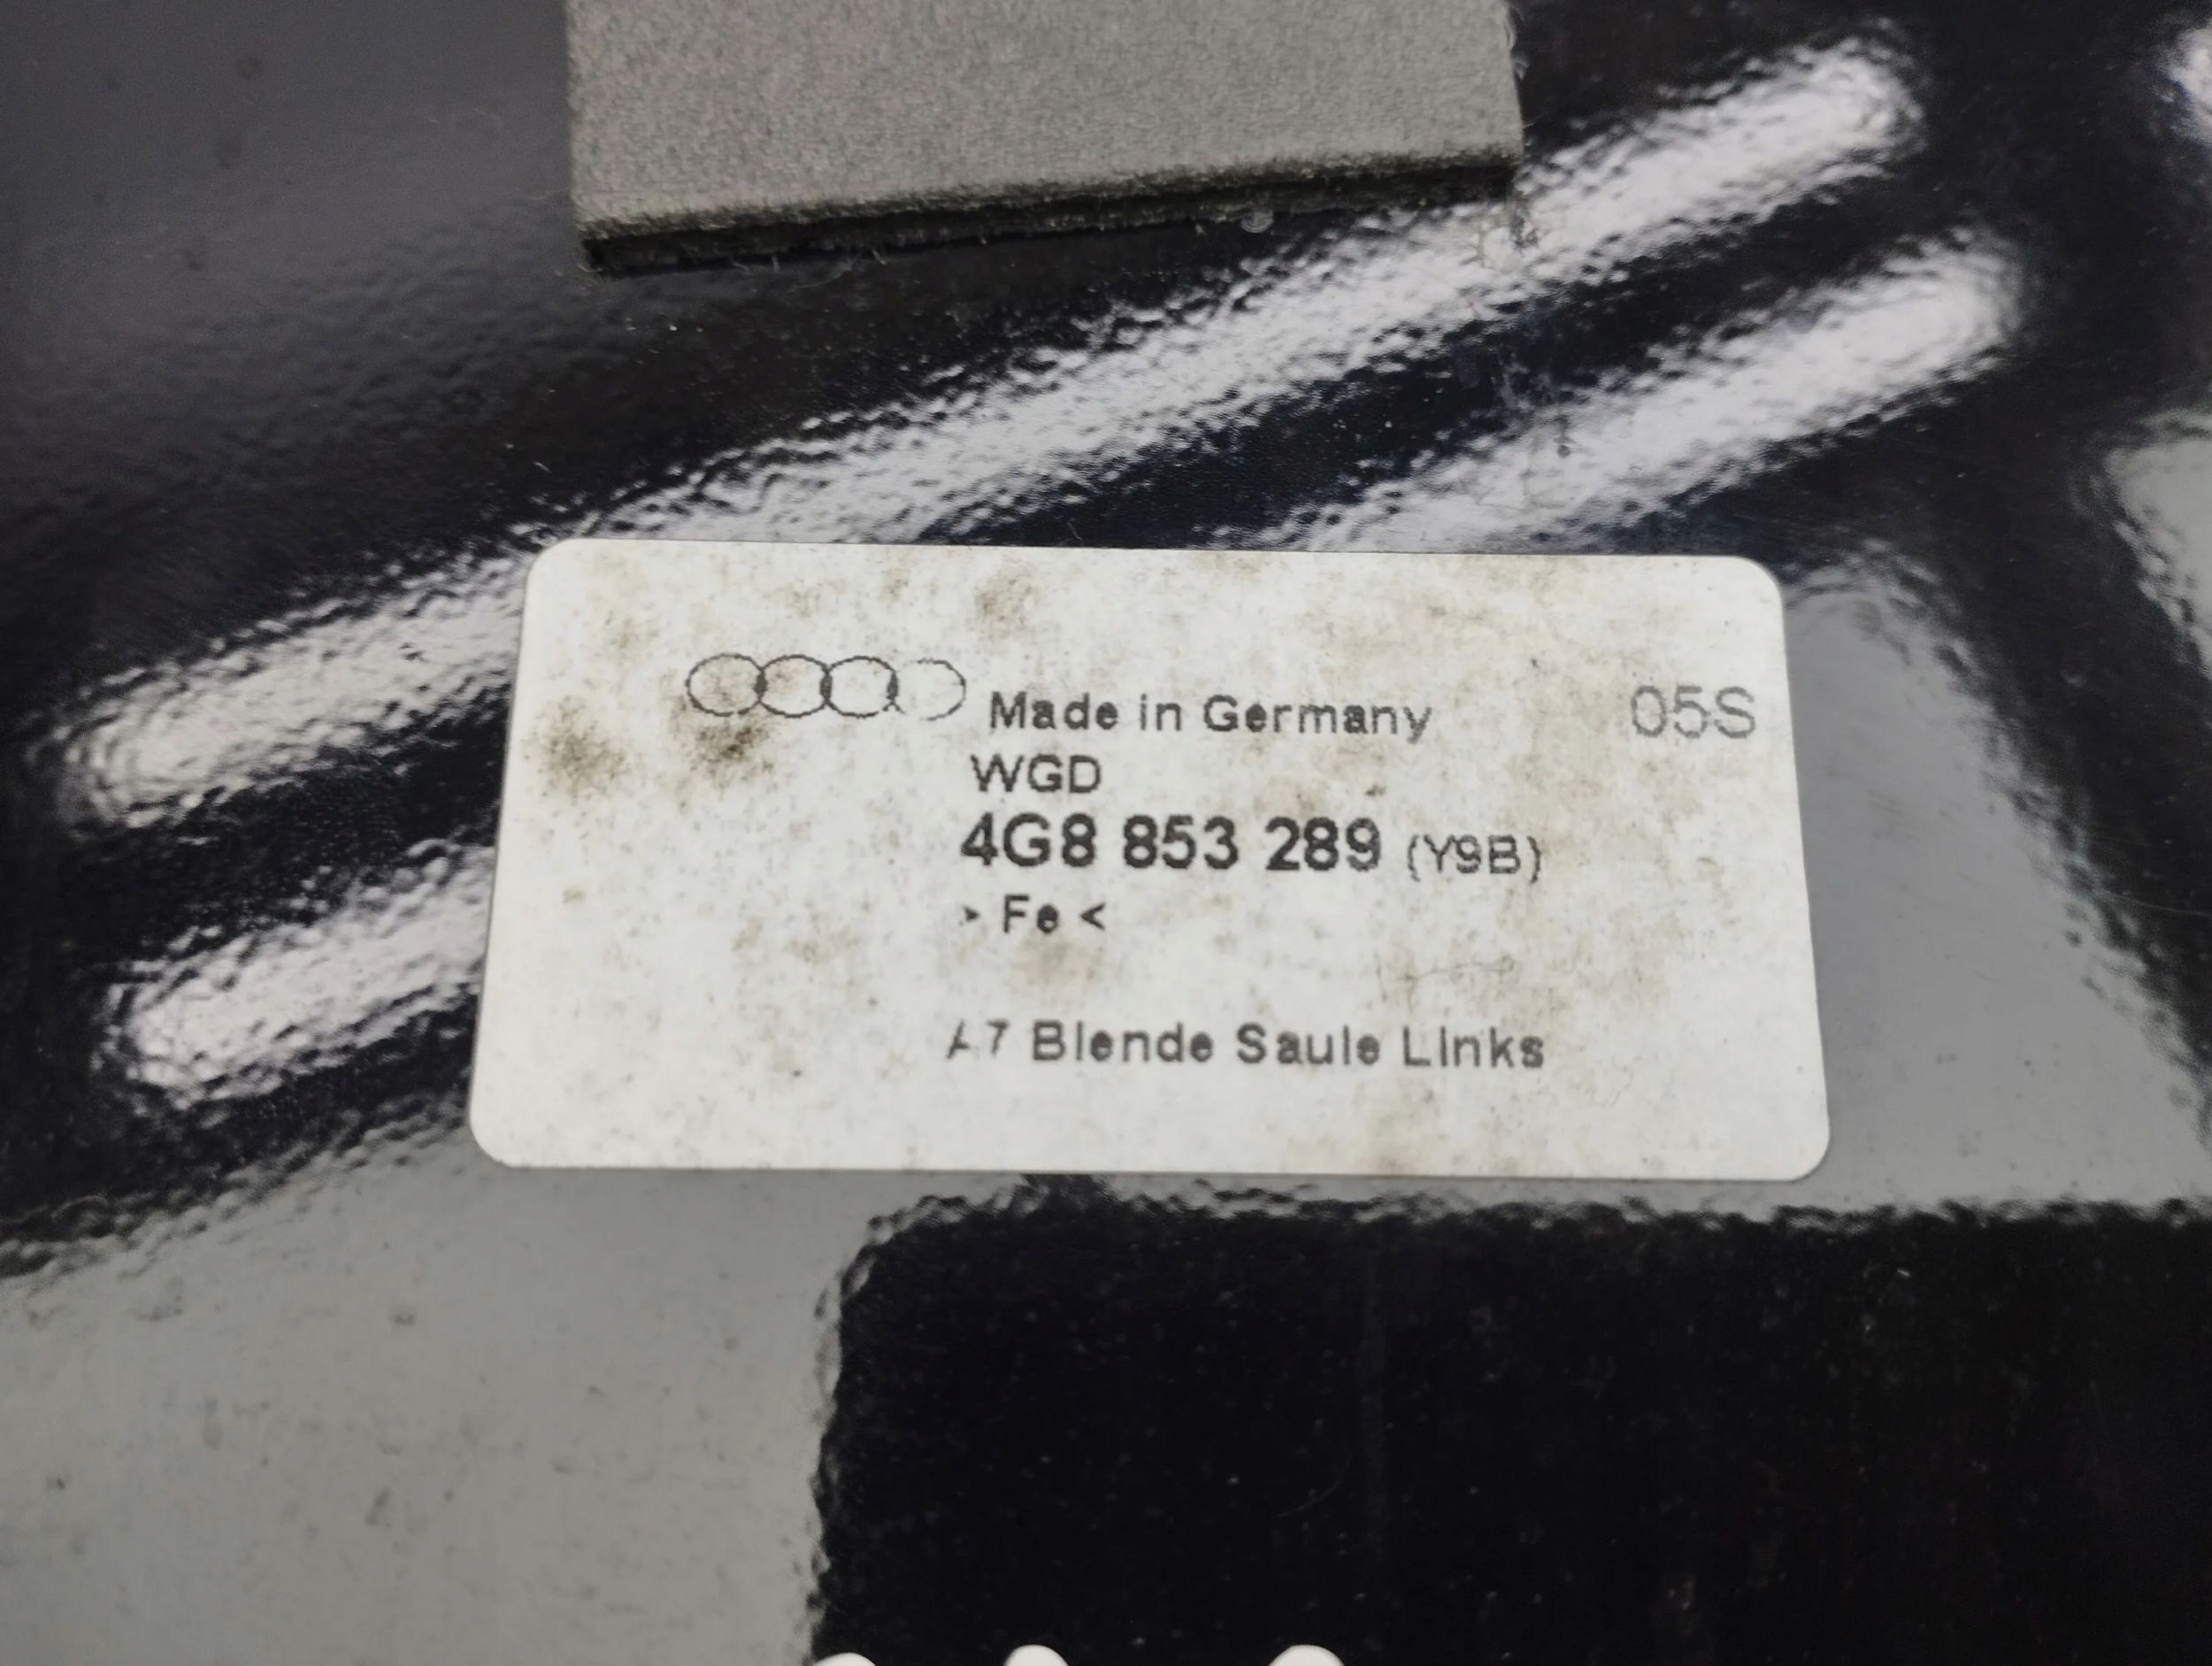 Made in Germany 05S
WGD
4G8 853 289 (Y9B)
> Fe <
A7 Blende Saule Links